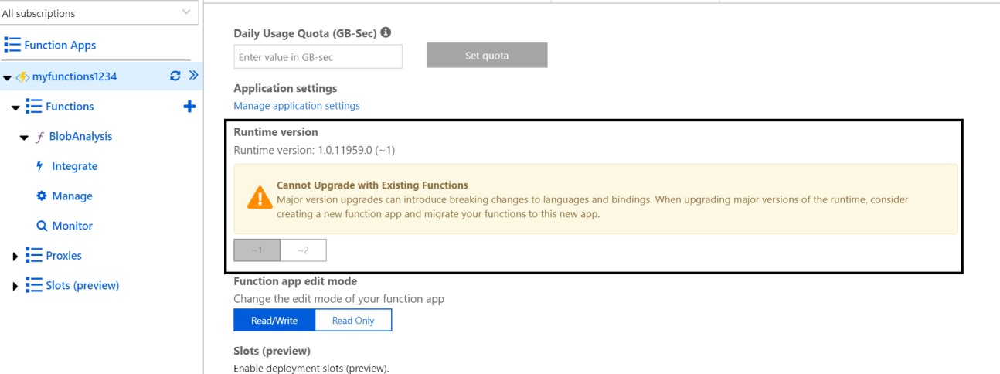 All subscriptions
Function Apps
myfunctions1234
Functions
BlobAnalysis
Integrate
Manage
Monitor
Proxies
Slots (preview)
Daily Usage Quota (GB-Sec)
Enter value in GB-sec
Set quota
Application settings
Manage application settings
Runtime version
Runtime version: 1.0.11959.0 (~1)
Cannot Upgrade with Existing Functions
Major version upgrades can introduce breaking changes to languages and bindings. When upgrading major versions of the runtime, consider
creating a new function app and migrate your functions to this new app.
~1 ~2
Function app edit mode
Change the edit mode of your function app
Read/Write Read Only
Slots (preview)
Enable deployment slots (preview).